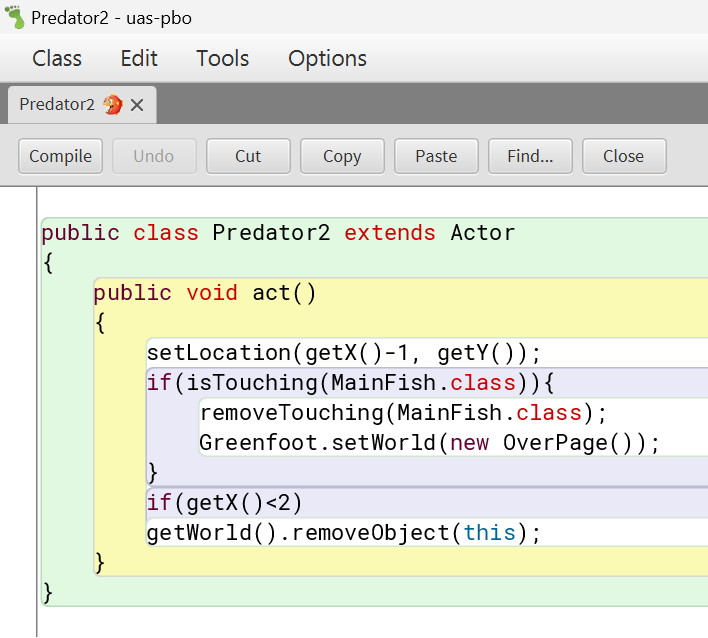 Predator2 - uas-pbo
Class Edit Tools Options
Predator2
Compile Undo Cut Copy Paste Find... Close
public class Predator2 extends Actor
{
    public void act()
    {
        setLocation(getX()-1, getY());
        if(isTouching(MainFish.class)){
            removeTouching(MainFish.class);
            Greenfoot.setWorld(new OverPage());
        }
        if(getX()<2)
        getWorld().removeObject(this);
    }
}